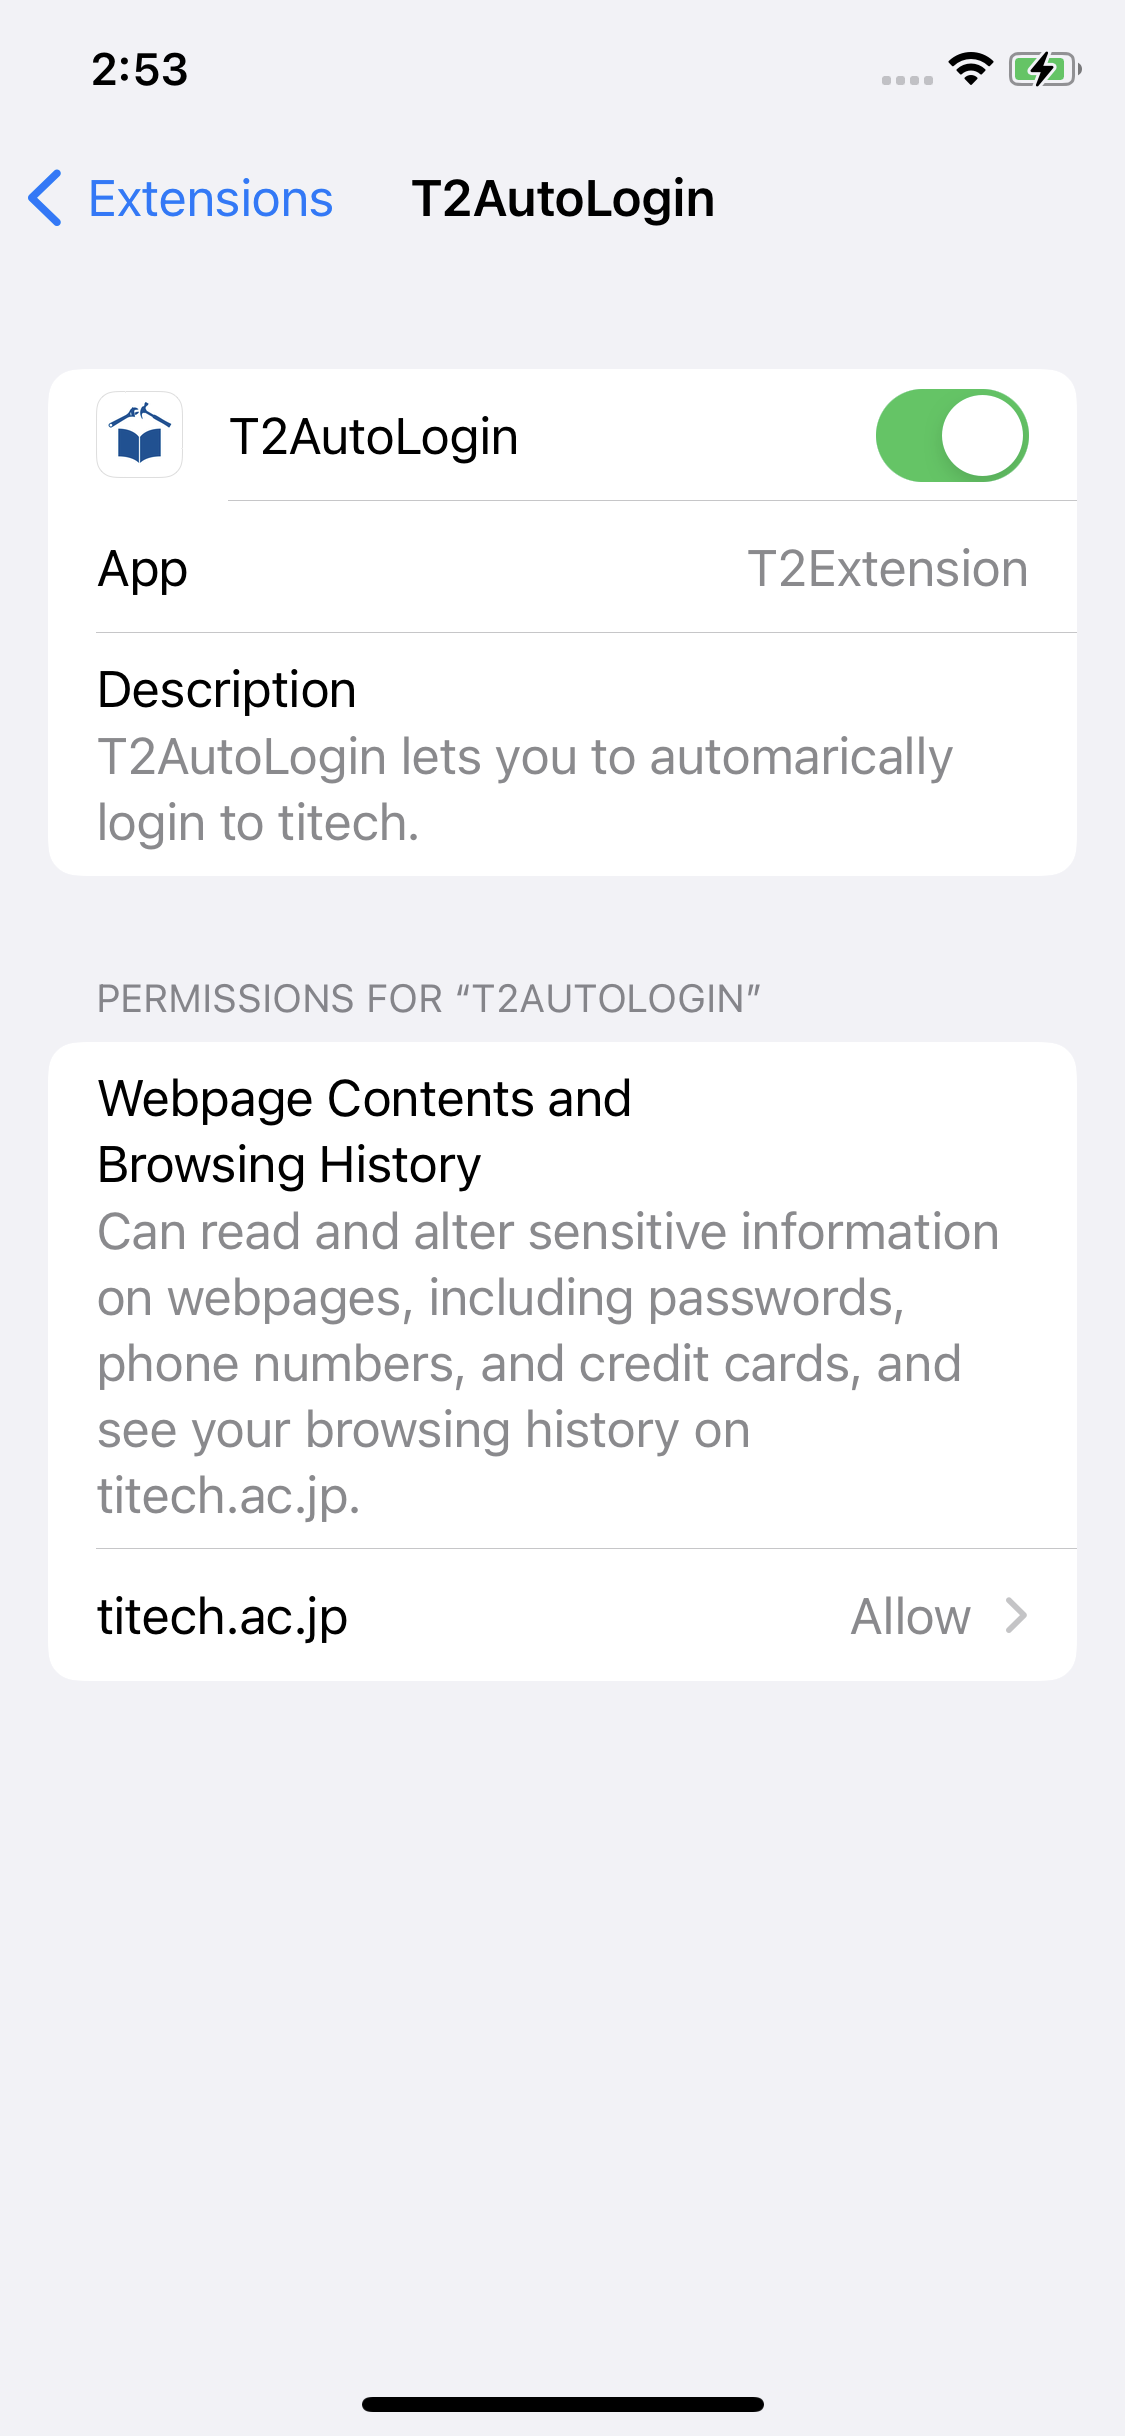 2:53
Extensions
T2AutoLogin
T2AutoLogin
App
T2Extension
Description
T2AutoLogin lets you to automarically
login to titech.
PERMISSIONS FOR “T2AUTOLOGIN”
Webpage Contents and
Browsing History
Can read and alter sensitive information
on webpages, including passwords,
phone numbers, and credit cards, and
see your browsing history on
titech.ac.jp.
titech.ac.jp
Allow